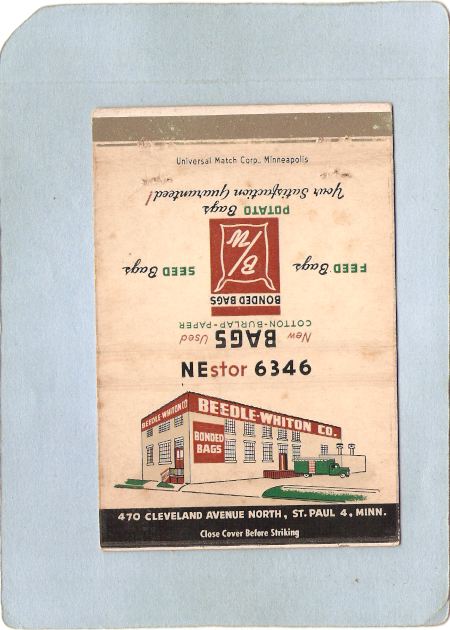 Universal Match Corp., Minneapolis
Your Satisfaction Guaranteed!
POTATO Bags
B/W
FEED Bags
SEED Bags
BONDED BAGS
COTTON-BURLAP-PAPER
New BAGS Used
NEstor 6346
BEEDLE-WHITON CO
BEEDLE-WHITON CO.
BONDED
BAGS
470 CLEVELAND AVENUE NORTH, ST. PAUL 4, MINN.
Close Cover Before Striking